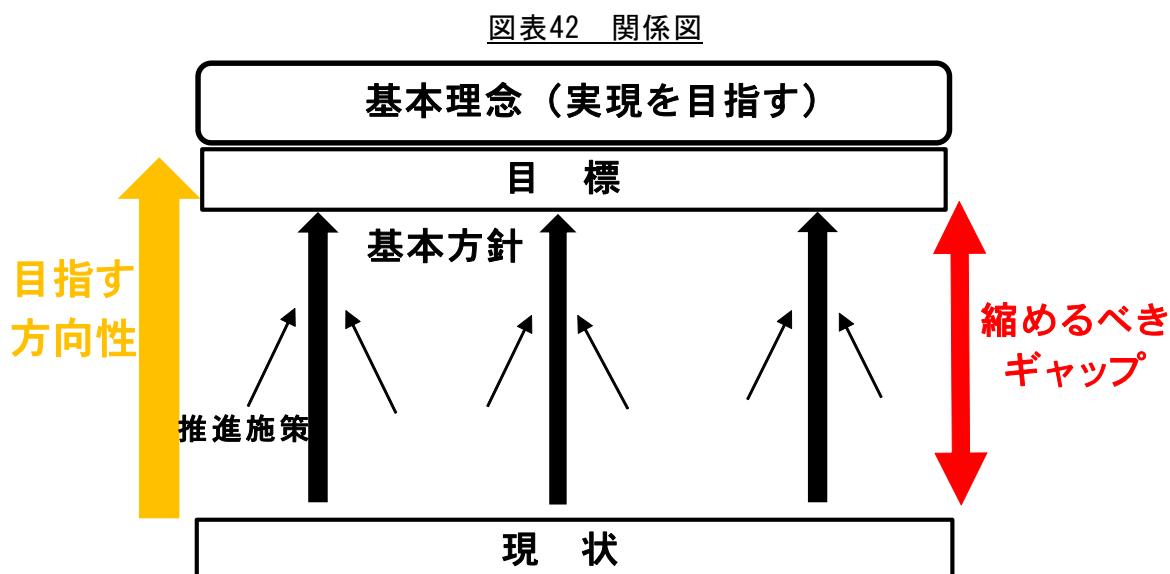 図表42　関係図
基本理念（実現を目指す）
目　標
基本方針
目指す
方向性
縮めるべき
ギャップ
推進施策
現　状